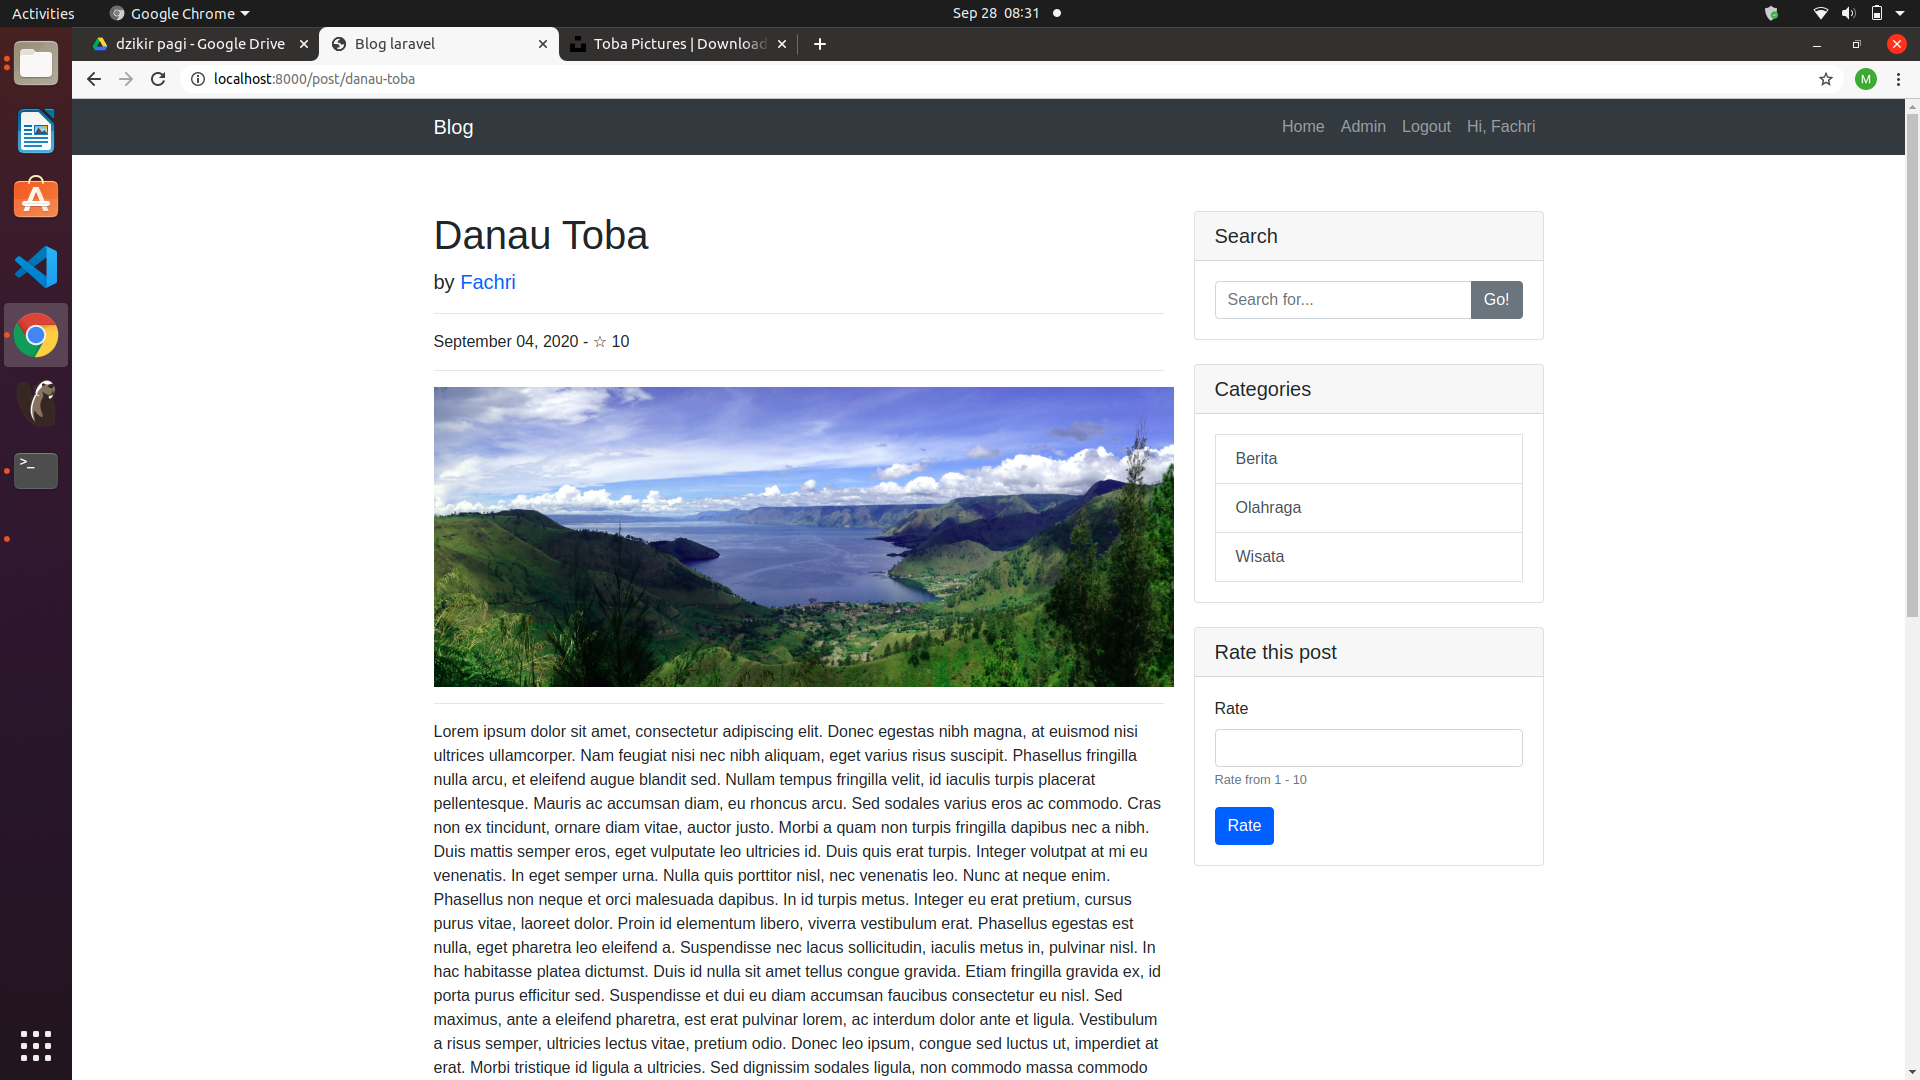 Activities
Google Chrome
Sep 28 08:31
dzikir pagi - Google Drive
Blog laravel
Toba Pictures | Download
localhost:8000/post/danau-toba
M
Blog
Home Admin Logout Hi, Fachri
Danau Toba
by Fachri
September 04, 2020 - ☆ 10
Lorem ipsum dolor sit amet, consectetur adipiscing elit. Donec egestas nibh magna, at euismod nisi
ultrices ullamcorper. Nam feugiat nisi nec nibh aliquam, eget varius risus suscipit. Phasellus fringilla
nulla arcu, et eleifend augue blandit sed. Nullam tempus fringilla velit, id iaculis turpis placerat
pellentesque. Mauris ac accumsan diam, eu rhoncus arcu. Sed sodales varius eros ac commodo. Cras
non ex tincidunt, ornare diam vitae, auctor justo. Morbi a quam non turpis fringilla dapibus nec a nibh.
Duis mattis semper eros, eget vulputate leo ultricies id. Duis quis erat turpis. Integer volutpat at mi eu
venenatis. In eget semper urna. Nulla quis porttitor nisl, nec venenatis leo. Nunc at neque enim.
Phasellus non neque et orci malesuada dapibus. In id turpis metus. Integer eu erat pretium, cursus
purus vitae, laoreet dolor. Proin id elementum libero, viverra vestibulum erat. Phasellus egestas est
nulla, eget pharetra leo eleifend a. Suspendisse nec lacus sollicitudin, iaculis metus in, pulvinar nisl. In
hac habitasse platea dictumst. Duis id nulla sit amet tellus congue gravida. Etiam fringilla gravida ex, id
porta purus efficitur sed. Suspendisse et dui eu diam accumsan faucibus consectetur eu nisl. Sed
maximus, ante a eleifend pharetra, est erat pulvinar lorem, ac interdum dolor ante et ligula. Vestibulum
a risus semper, ultricies lectus vitae, pretium odio. Donec leo ipsum, congue sed luctus ut, imperdiet at
erat. Morbi tristique id ligula a ultricies. Sed dignissim sodales ligula, non commodo massa commodo
Search
Search for... Go!
Categories
Berita
Olahraga
Wisata
Rate this post
Rate
Rate from 1 - 10
Rate